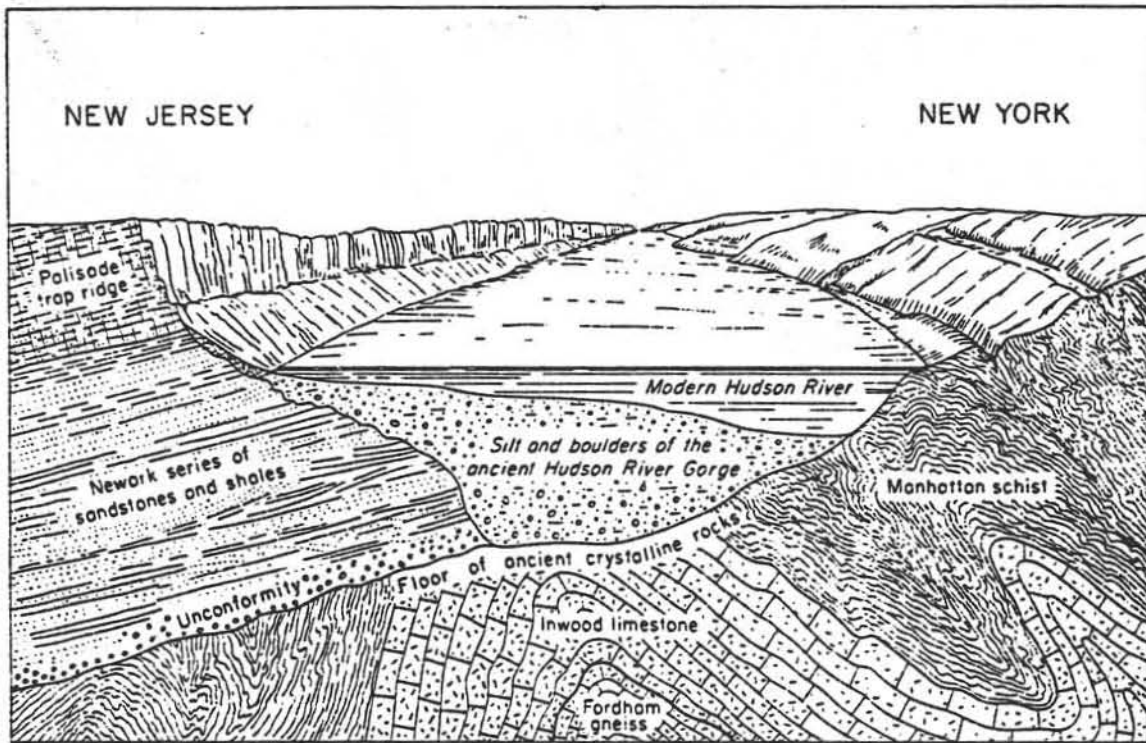 NEW JERSEY
NEW YORK
Palisade
trap ridge
Modern Hudson River
Silt and boulders of the
ancient Hudson River Gorge
Newark series of
sandstones and shales
Manhattan schist
Unconformity
Floor of ancient crystalline rocks
Inwood limestone
Fordham
gneiss